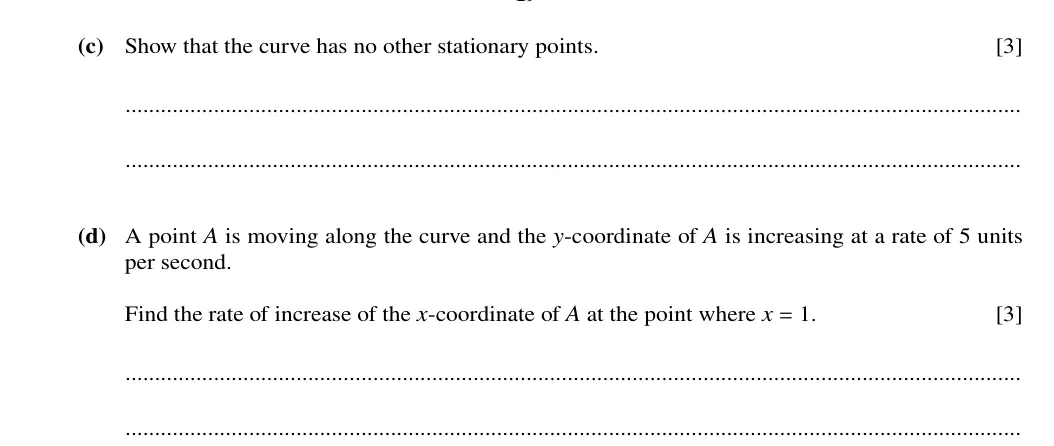 (c) Show that the curve has no other stationary points. [3]
(d) A point A is moving along the curve and the y-coordinate of A is increasing at a rate of 5 units
per second.
Find the rate of increase of the x-coordinate of A at the point where x = 1. [3]